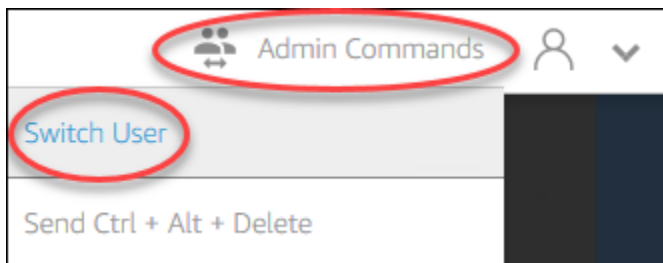 Admin Commands
Switch User
Send Ctrl + Alt + Delete